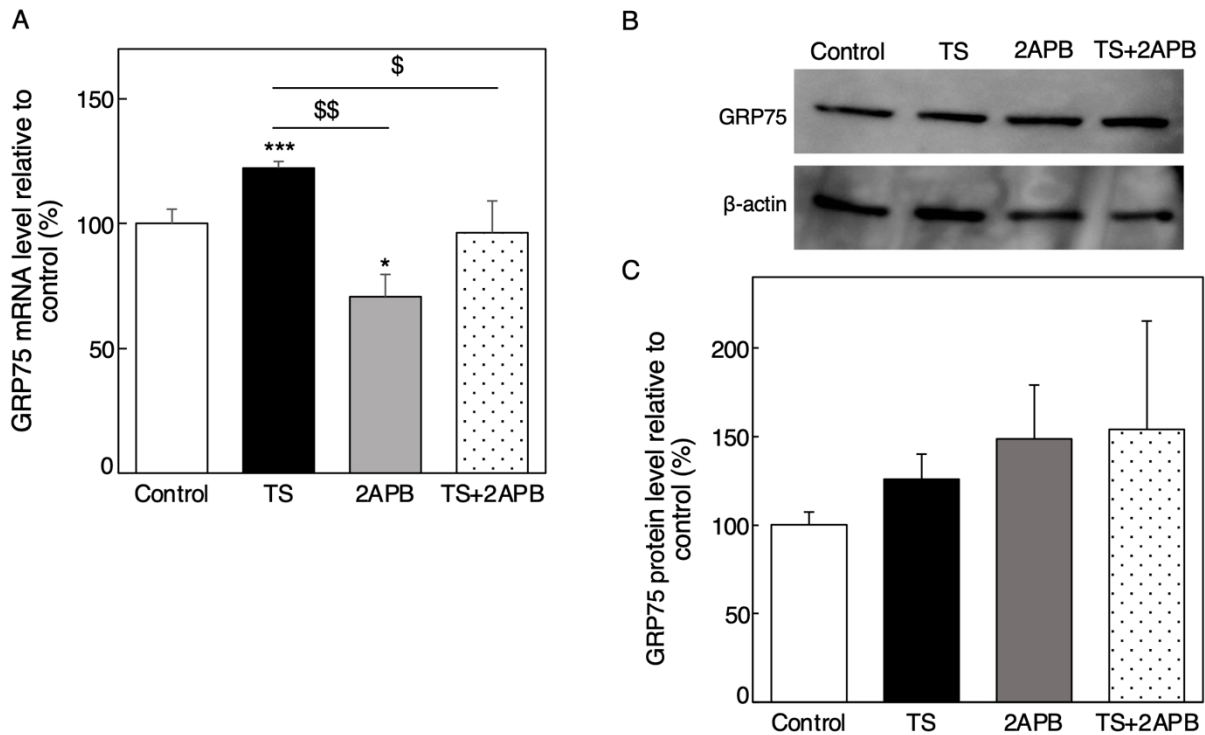 A
GRP75 mRNA level relative to
control (%)
150
100
50
0
$
$$
***
*
Control TS 2APB TS+2APB
B
Control TS 2APB TS+2APB
GRP75
β-actin
C
GRP75 protein level relative to
control (%)
200
150
100
50
0
Control TS 2APB TS+2APB